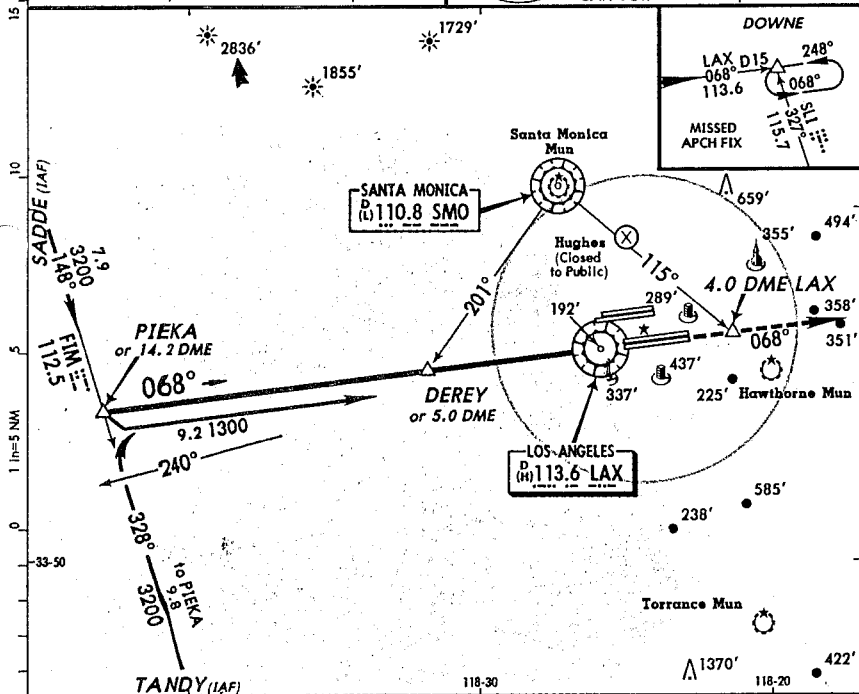 15
2836'
1729'
1855'
DOWNE
LAX D15
248°
068°
113.6
068°
SLI
327°
115.7
MISSED
APCH FIX
Santa Monica
Mun
10
SANTA MONICA
D
(L) 110.8 SMO
659'
494'
355'
Hughes
(Closed
to Public)
115°
4.0 DME LAX
SADDE (IAF)
7.9
3200
148°
FIM
112.5
201°
289'
192'
358'
351'
068°
PIEKA
or 14.2 DME
5
068°
DEREY
or 5.0 DME
337'
437'
225'
Hawthorne Mun
9.2 1300
240°
LOS ANGELES
D
(H) 113.6 LAX
1 in=5 NM
0
585'
238'
33-50
328°
3200
to PIEKA
9.8
Torrance Mun
1370'
422'
TANDY (IAF)
118-30
118-20